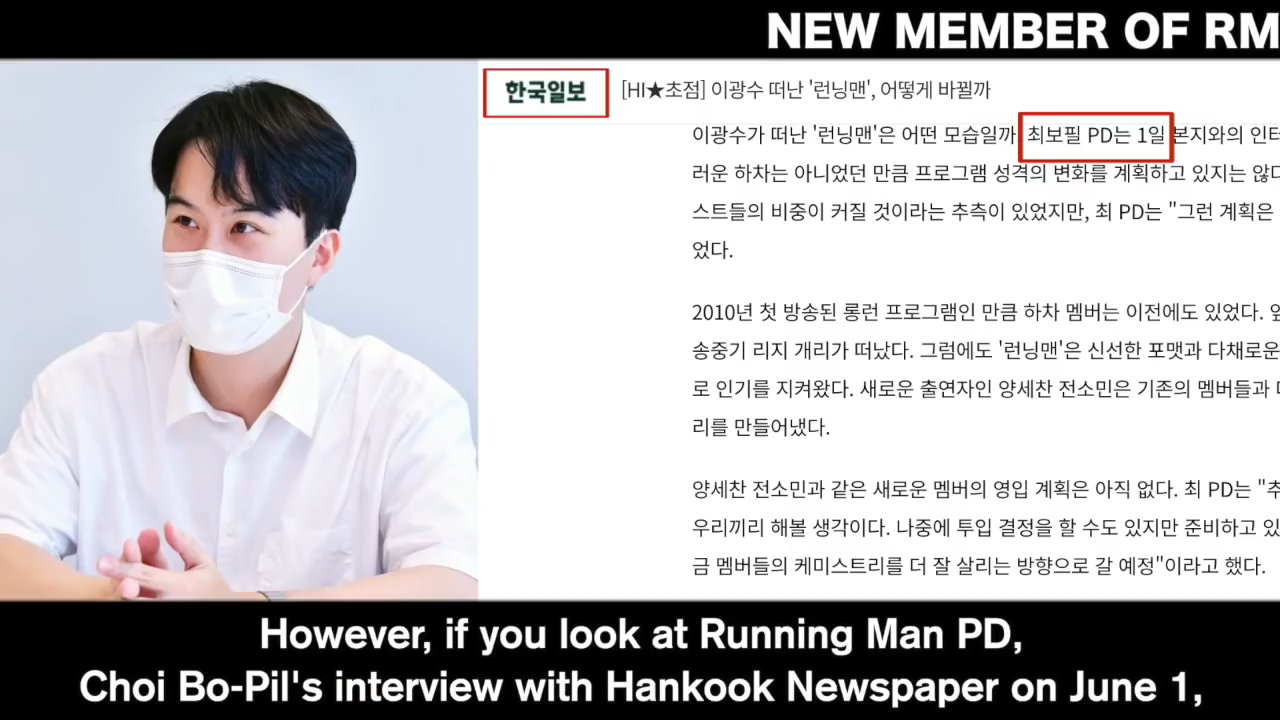 NEW MEMBER OF RM
한국일보
[HI★초점] 이광수 떠난 '런닝맨', 어떻게 바뀔까
이광수가 떠난 '런닝맨'은 어떤 모습일까 최보필 PD는 1일 본지와의 인터
러운 하차는 아니었던 만큼 프로그램 성격의 변화를 계획하고 있지는 않다
스트들의 비중이 커질 것이라는 추측이 있었지만, 최 PD는 "그런 계획은
었다.
2010년 첫 방송된 롱런 프로그램인 만큼 하차 멤버는 이전에도 있었다.
송중기 리지 개리가 떠났다. 그럼에도 '런닝맨'은 신선한 포맷과 다채로운
로 인기를 지켜왔다. 새로운 출연자인 양세찬 전소민은 기존의 멤버들과
리를 만들어냈다.
양세찬 전소민과 같은 새로운 멤버의 영입 계획은 아직 없다. 최 PD는 "추
우리끼리 해볼 생각이다. 나중에 투입 결정을 할 수도 있지만 준비하고 있
금 멤버들의 케미스트리를 더 잘 살리는 방향으로 갈 예정"이라고 했다.
However, if you look at Running Man PD,
Choi Bo-Pil's interview with Hankook Newspaper on June 1,